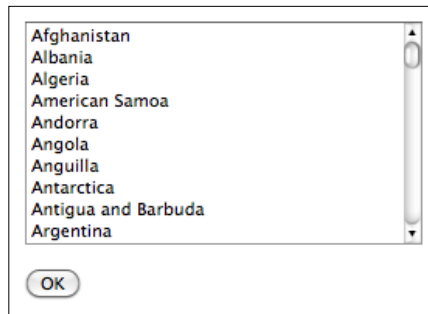 Afghanistan
Albania
Algeria
American Samoa
Andorra
Angola
Anguilla
Antarctica
Antigua and Barbuda
Argentina
OK